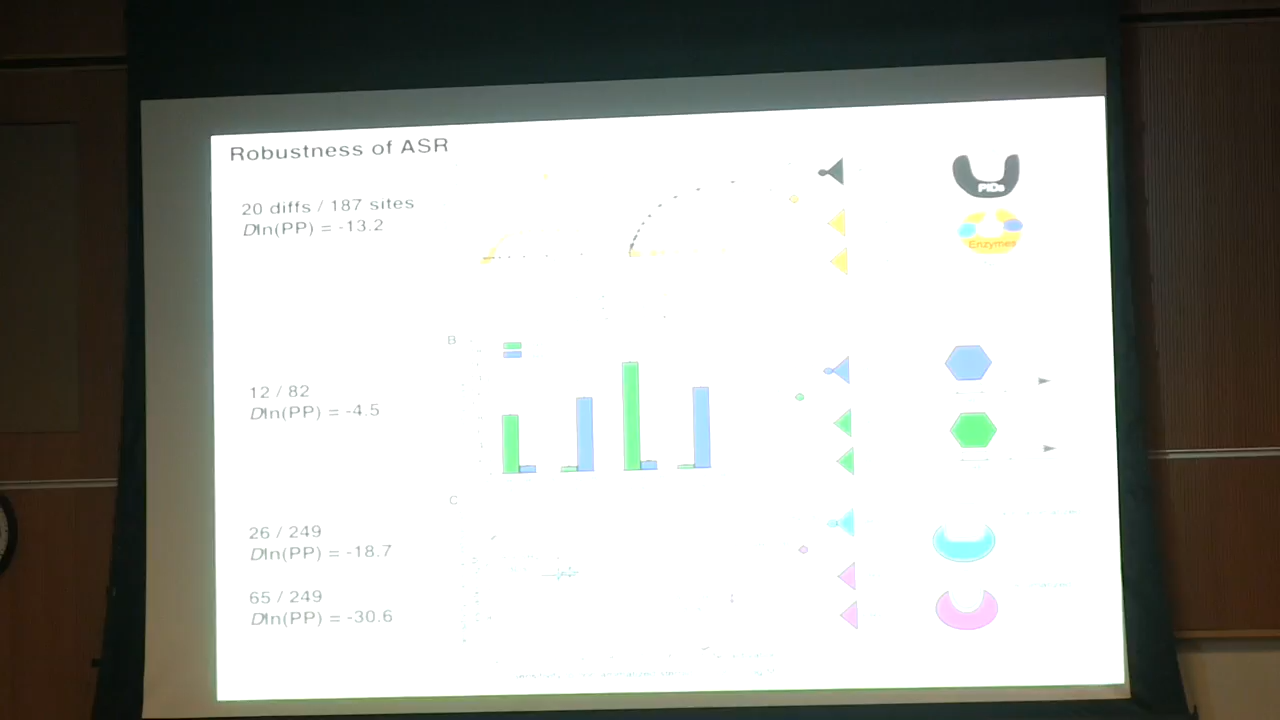 Robustness of ASR
20 diffs / 187 sites
Dln(PP) = -13.2
PIDs
Enzymes
B
12 / 82
Dln(PP) = -4.5
C
26 / 249
Dln(PP) = -18.7
65 / 249
Dln(PP) = -30.6